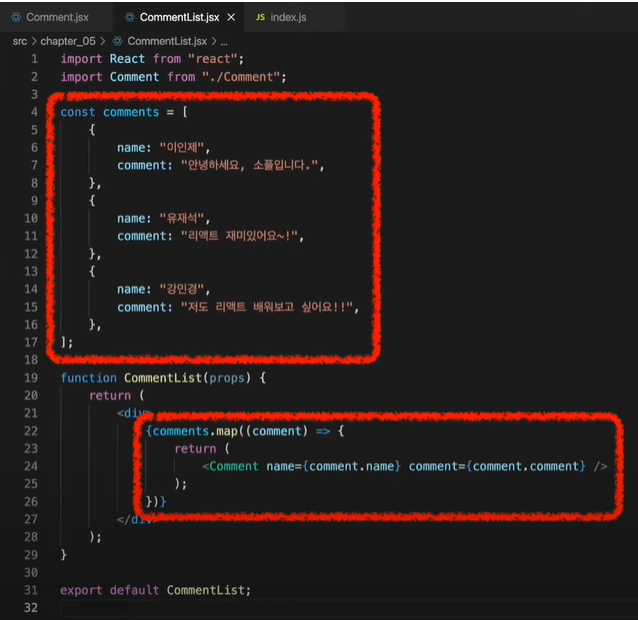 Comment.jsx CommentList.jsx × JS index.js
src > chapter_05 > CommentList.jsx > ...
1 import React from "react";
2 import Comment from "./Comment";
3
4 const comments = [
5 {
6 name: "이인제",
7 comment: "안녕하세요, 소플입니다.",
8 },
9 {
10 name: "유재석",
11 comment: "리액트 재미있어요~!",
12 },
13 {
14 name: "강민경",
15 comment: "저도 리액트 배워보고 싶어요!!",
16 },
17 ];
18
19 function CommentList(props) {
20 return (
21 <div>
22 {comments.map((comment) => {
23 return (
24 <Comment name={comment.name} comment={comment.comment} />
25 );
26 })}
27 </div>
28 );
29 }
30
31 export default CommentList;
32